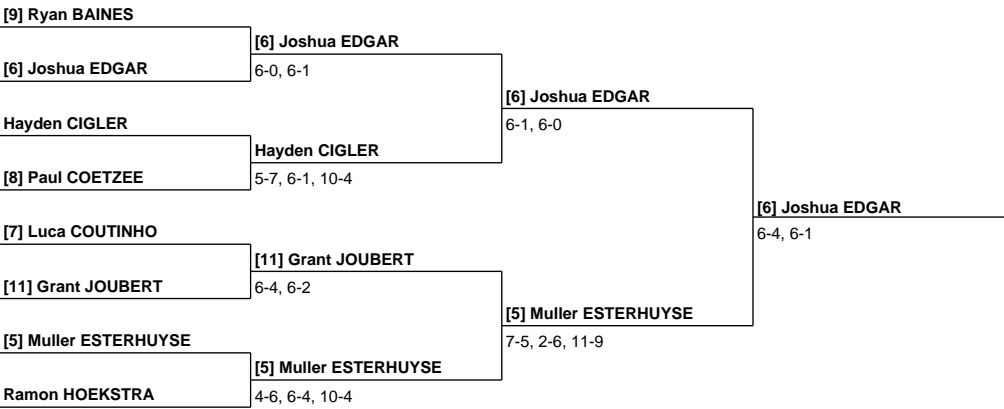 [9] Ryan BAINES
[6] Joshua EDGAR
[6] Joshua EDGAR
6-0, 6-1
[6] Joshua EDGAR
Hayden CIGLER
6-1, 6-0
Hayden CIGLER
[8] Paul COETZEE
5-7, 6-1, 10-4
[6] Joshua EDGAR
[7] Luca COUTINHO
6-4, 6-1
[11] Grant JOUBERT
[11] Grant JOUBERT
6-4, 6-2
[5] Muller ESTERHUYSE
[5] Muller ESTERHUYSE
7-5, 2-6, 11-9
[5] Muller ESTERHUYSE
Ramon HOEKSTRA
4-6, 6-4, 10-4